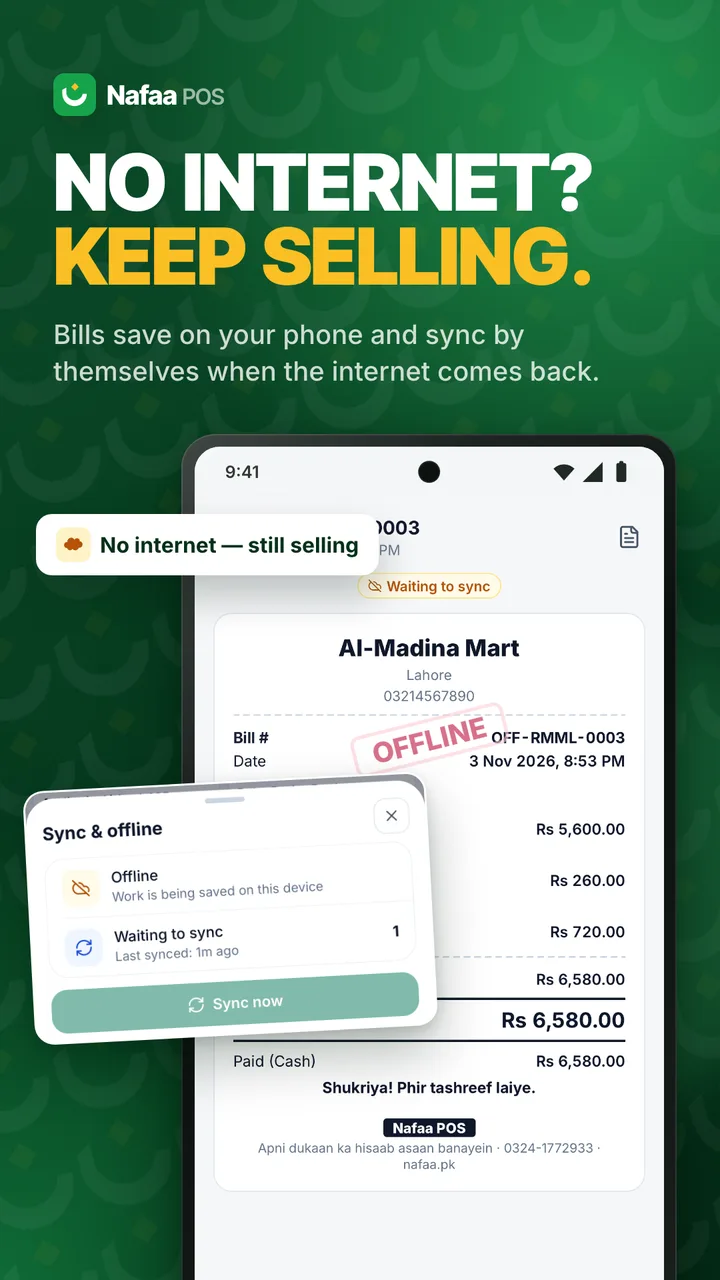 Nafaa POS
NO INTERNET?
KEEP SELLING.
Bills save on your phone and sync by
themselves when the internet comes back.
9:41
No internet — still selling
0003
PM
Waiting to sync
Al-Madina Mart
Lahore
03214567890
OFFLINE
Bill # OFF-RMML-0003
Date 3 Nov 2026, 8:53 PM
Sync & offline
Offline
Work is being saved on this device
Waiting to sync 1
Last synced: 1m ago
Sync now
Rs 5,600.00
Rs 260.00
Rs 720.00
Rs 6,580.00
Rs 6,580.00
Paid (Cash) Rs 6,580.00
Shukriya! Phir tashreef laiye.
Nafaa POS
Apni dukaan ka hisaab asaan banayein · 0324-1772933 ·
nafaa.pk